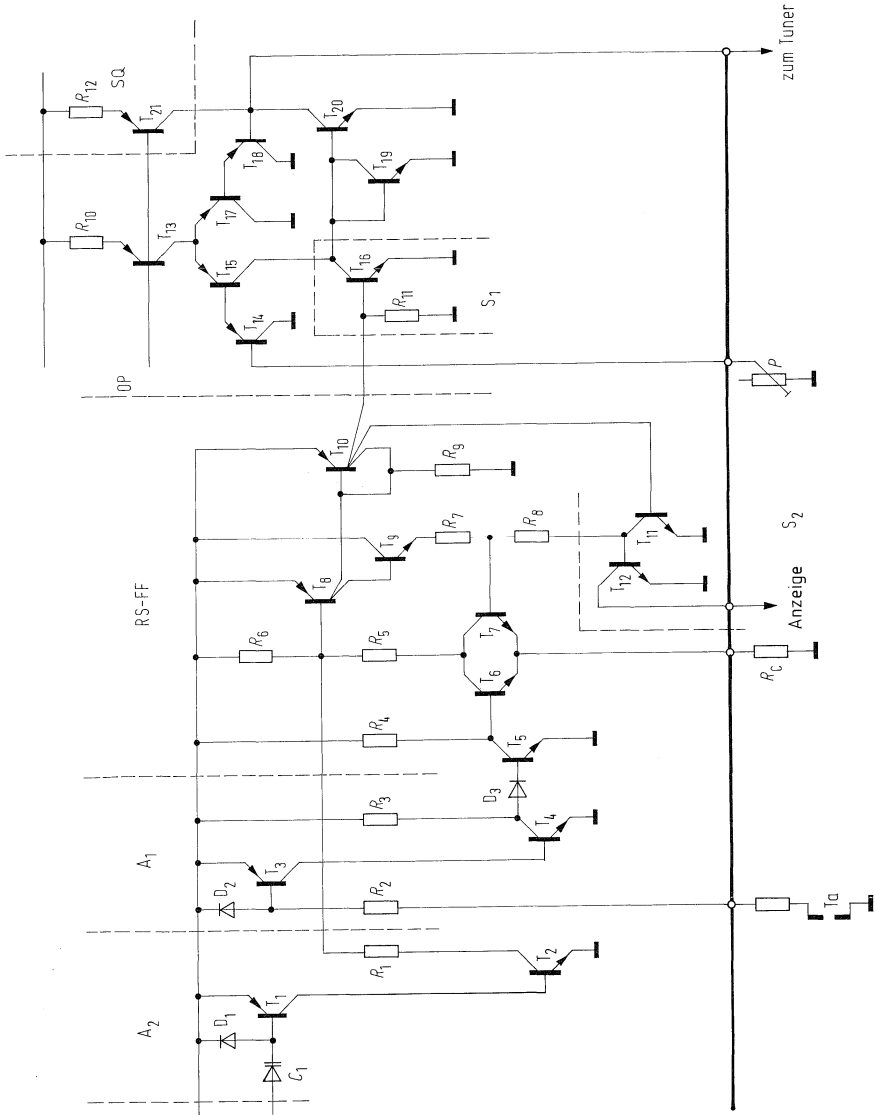 A₂
D₁
T₁
C₁
R₁
T₂
A₁
D₂
T₃
R₂
R₃
T₄
D₃
Ta
RS-FF
R₄
T₅
R₆
R₅
T₆
T₇
R_C
T₈
T₉
R₇
R₈
T₁₀
R₉
T₁₂
T₁₁
S₂
Anzeige
OP
R₁₀
T₁₃
T₁₄
T₁₅
T₁₇
T₁₈
T₁₆
R₁₁
S₁
T₁₉
T₂₀
P
R₁₂
SQ
T₂₁
zum Tuner